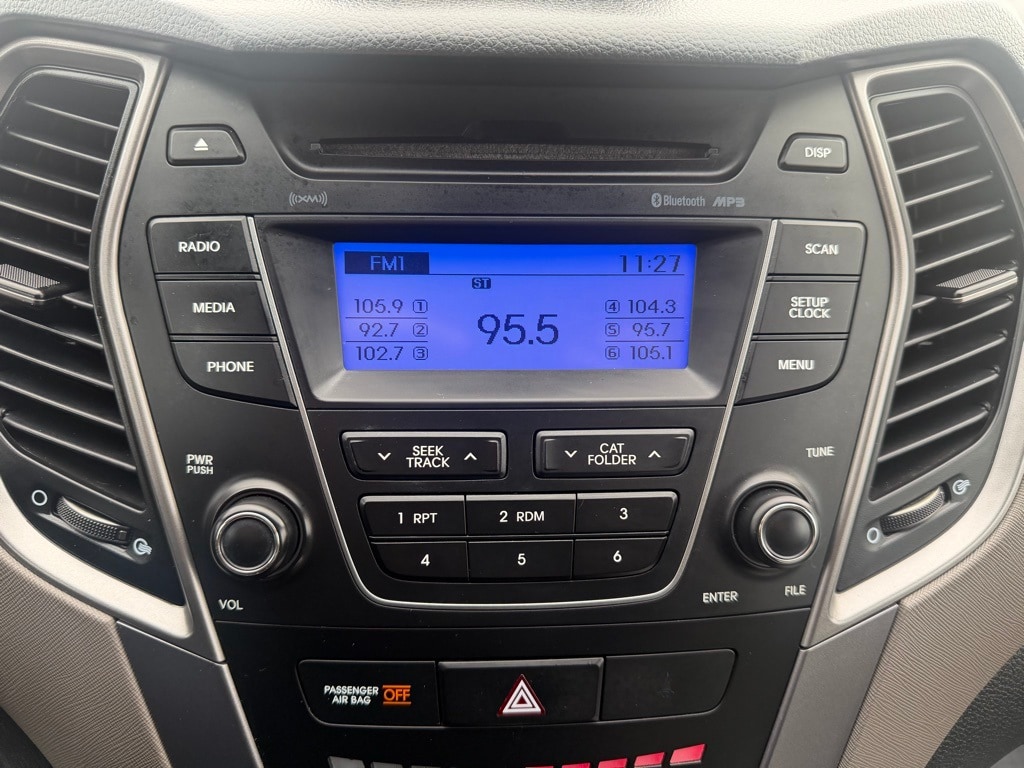 DISP
((XM))
Bluetooth MP3
RADIO
MEDIA
PHONE
FM1 11:27
ST
105.9 1
92.7 2
102.7 3
95.5
4 104.3
5 95.7
6 105.1
SCAN
SETUP
CLOCK
MENU
PWR
PUSH
SEEK
TRACK
CAT
FOLDER
TUNE
1 RPT
2 RDM
3
4
5
6
VOL
ENTER
FILE
PASSENGER
AIR BAG
OFF